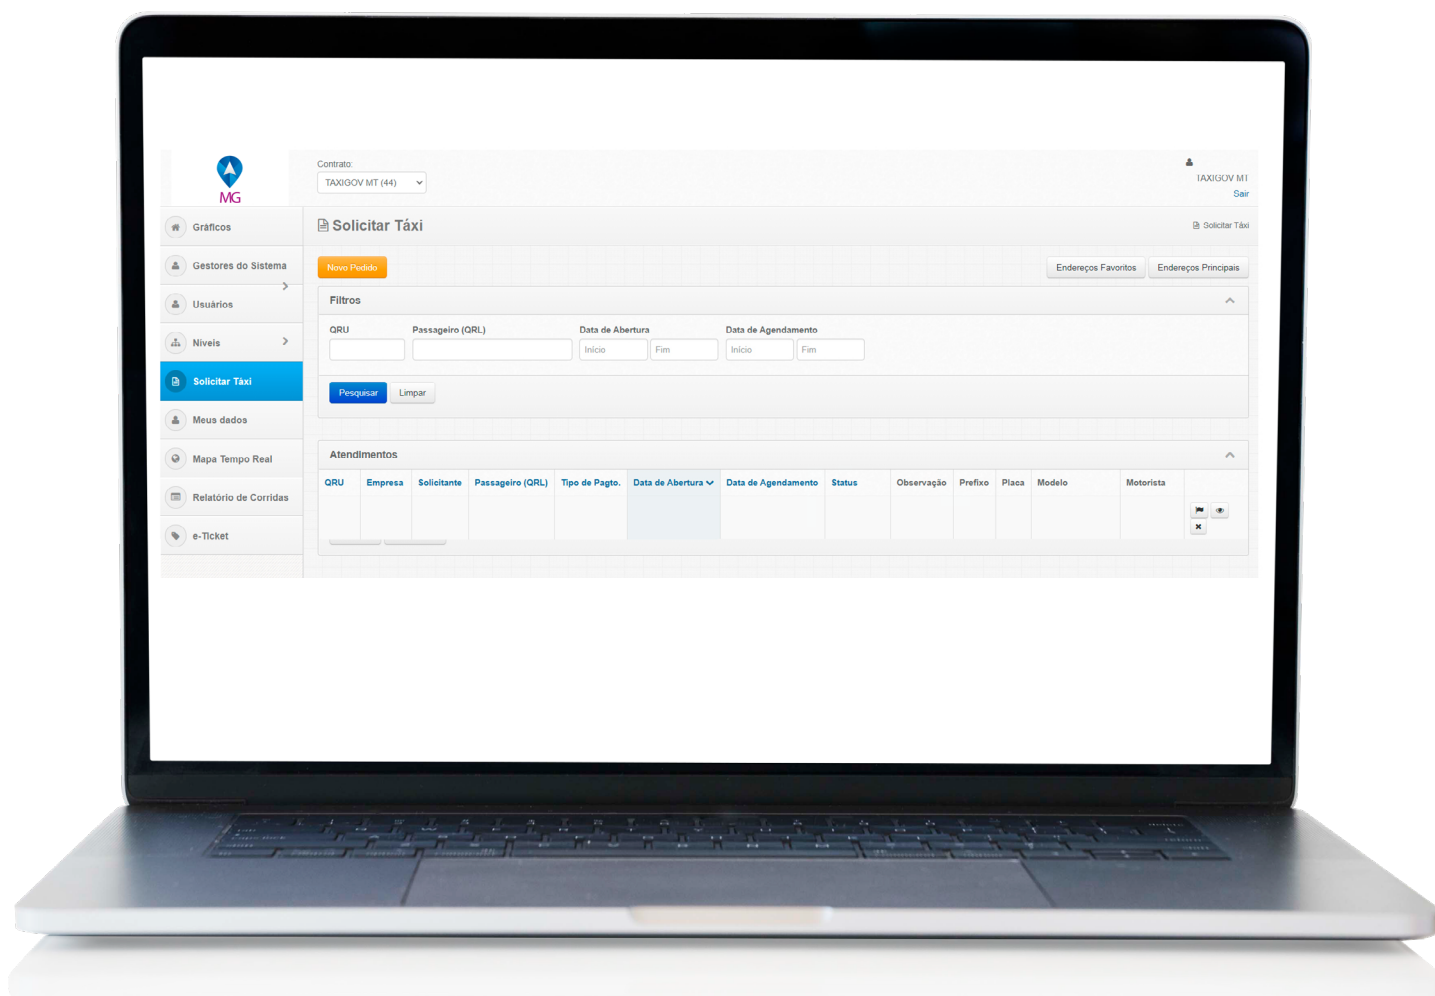 MG
Contrato:
TAXIGOV MT (44)
TAXIGOV MT
Sair
Gráficos
Gestores do Sistema
Usuários
Níveis
Solicitar Táxi
Meus dados
Mapa Tempo Real
Relatório de Corridas
e-Ticket
Solicitar Táxi
Solicitar Táxi
Novo Pedido
Endereços Favoritos
Endereços Principais
Filtros
QRU Passageiro (QRL) Data de Abertura Data de Agendamento
Início Fim Início Fim
Pesquisar Limpar
Atendimentos
QRU Empresa Solicitante Passageiro (QRL) Tipo de Pagto. Data de Abertura Data de Agendamento Status Observação Prefixo Placa Modelo Motorista